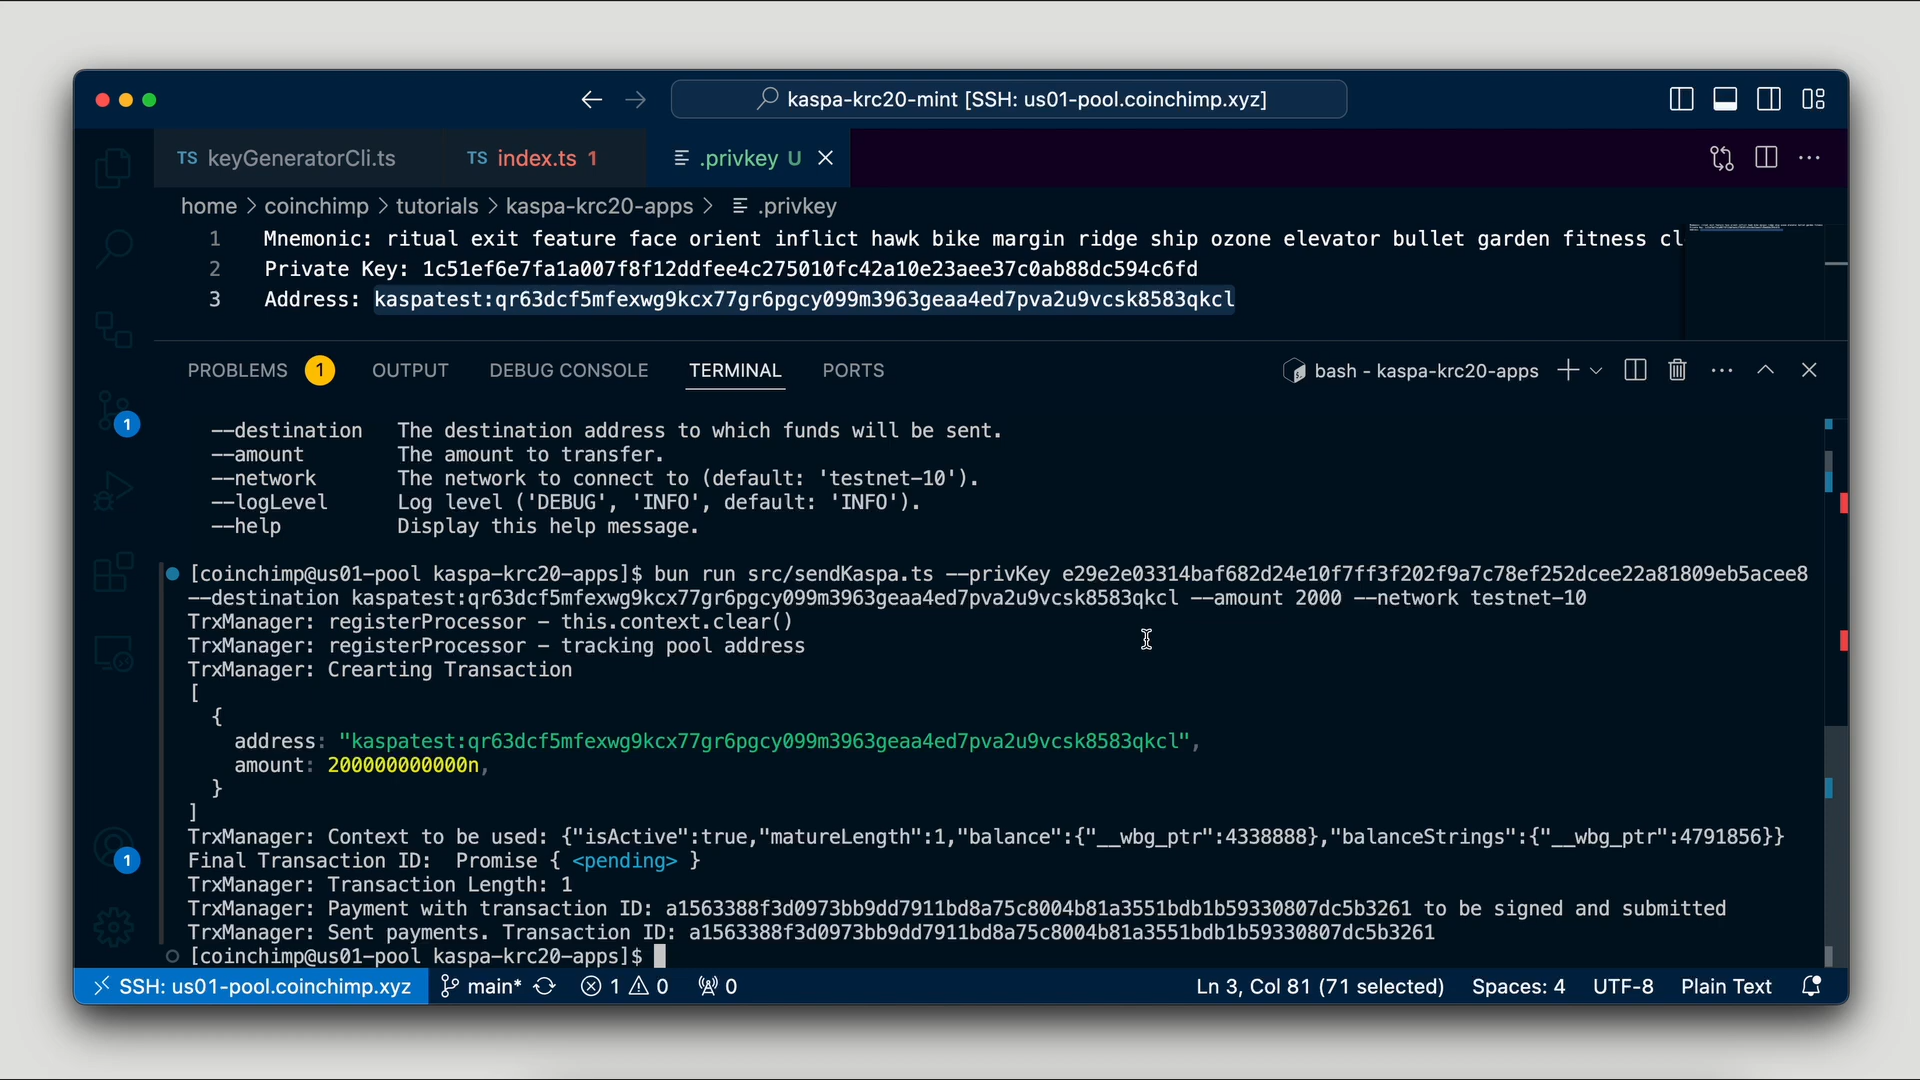 kaspa-krc20-mint [SSH: us01-pool.coinchimp.xyz]
TS keyGeneratorCli.ts TS index.ts 1 .privkey U
home > coinchimp > tutorials > kaspa-krc20-apps > .privkey
1 Mnemonic: ritual exit feature face orient inflict hawk bike margin ridge ship ozone elevator bullet garden fitness cl
2 Private Key: 1c51ef6e7fa1a007f8f12ddfee4c275010fc42a10e23aee37c0ab88dc594c6fd
3 Address: kaspatest:qr63dcf5mfexwg9kcx77gr6pgcy099m3963geaa4ed7pva2u9vcsk8583qkcl
PROBLEMS 1 OUTPUT DEBUG CONSOLE TERMINAL PORTS bash - kaspa-krc20-apps
--destination The destination address to which funds will be sent.
--amount The amount to transfer.
--network The network to connect to (default: 'testnet-10').
--logLevel Log level ('DEBUG', 'INFO', default: 'INFO').
--help Display this help message.
[coinchimp@us01-pool kaspa-krc20-apps]$ bun run src/sendKaspa.ts --privKey e29e2e03314baf682d24e10f7ff3f202f9a7c78ef252dcee22a81809eb5acee8
--destination kaspatest:qr63dcf5mfexwg9kcx77gr6pgcy099m3963geaa4ed7pva2u9vcsk8583qkcl --amount 2000 --network testnet-10
TrxManager: registerProcessor - this.context.clear()
TrxManager: registerProcessor - tracking pool address
TrxManager: Crearting Transaction
[
{
address: "kaspatest:qr63dcf5mfexwg9kcx77gr6pgcy099m3963geaa4ed7pva2u9vcsk8583qkcl",
amount: 200000000000n,
}
]
TrxManager: Context to be used: {"isActive":true,"matureLength":1,"balance":{"__wbg_ptr":4338888},"balanceStrings":{"__wbg_ptr":4791856}}
Final Transaction ID: Promise { <pending> }
TrxManager: Transaction Length: 1
TrxManager: Payment with transaction ID: a1563388f3d0973bb9dd7911bd8a75c8004b81a3551bdb1b59330807dc5b3261 to be signed and submitted
TrxManager: Sent payments. Transaction ID: a1563388f3d0973bb9dd7911bd8a75c8004b81a3551bdb1b59330807dc5b3261
[coinchimp@us01-pool kaspa-krc20-apps]$
1
1
SSH: us01-pool.coinchimp.xyz main* 1 0 0 Ln 3, Col 81 (71 selected) Spaces: 4 UTF-8 Plain Text